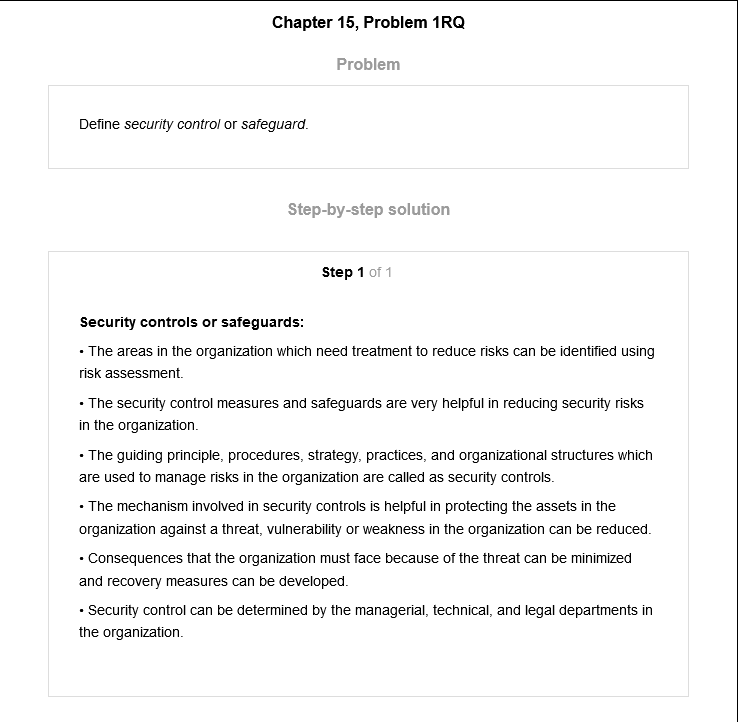 Chapter 15, Problem 1RQ
Problem
Define security control or safeguard.
Step-by-step solution
Step 1 of 1
Security controls or safeguards:
• The areas in the organization which need treatment to reduce risks can be identified using
risk assessment.
• The security control measures and safeguards are very helpful in reducing security risks
in the organization.
• The guiding principle, procedures, strategy, practices, and organizational structures which
are used to manage risks in the organization are called as security controls.
• The mechanism involved in security controls is helpful in protecting the assets in the
organization against a threat, vulnerability or weakness in the organization can be reduced.
• Consequences that the organization must face because of the threat can be minimized
and recovery measures can be developed.
• Security control can be determined by the managerial, technical, and legal departments in
the organization.